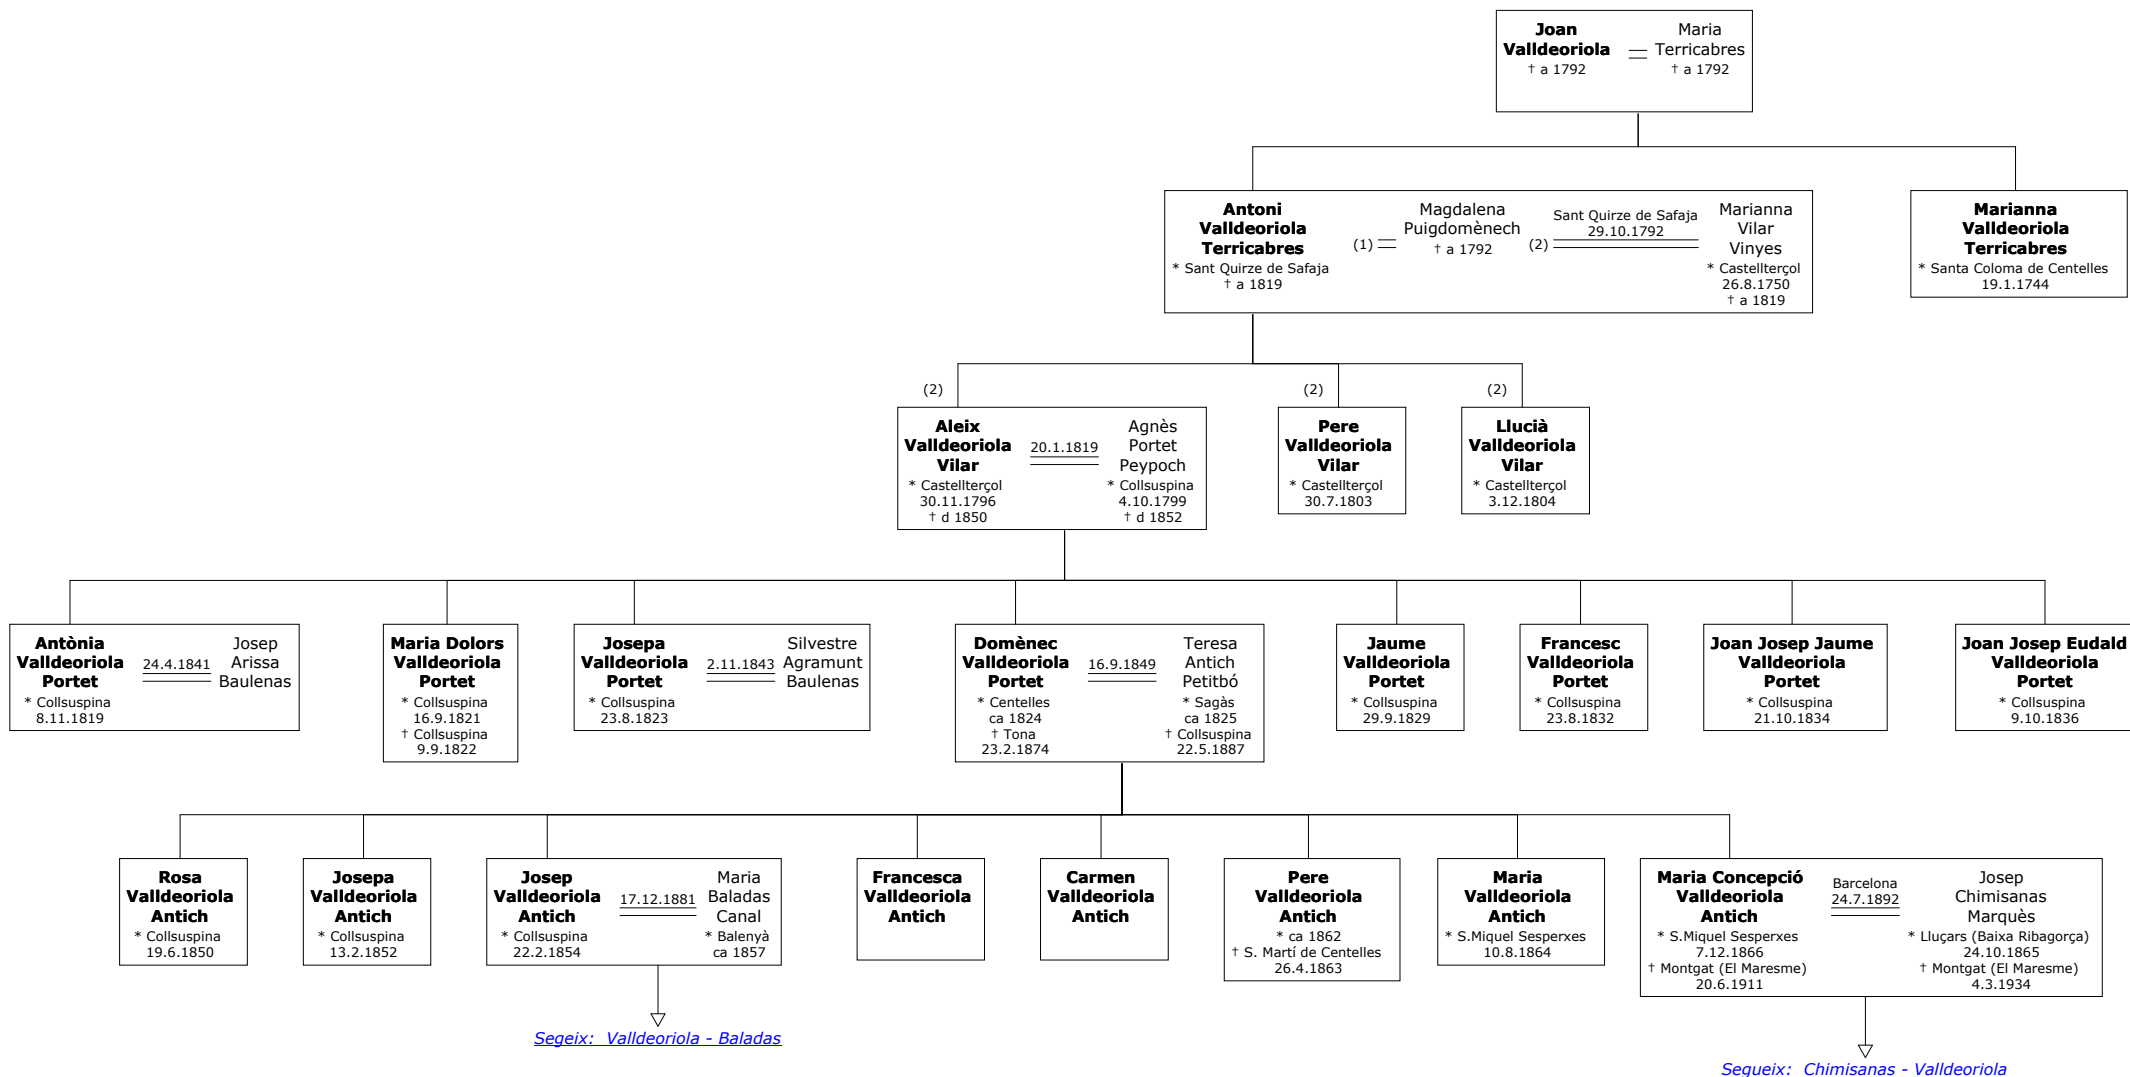 Joan
Valldeoriola
† a 1792
Maria
Terricabres
† a 1792
Antoni
Valldeoriola
Terricabres
* Sant Quirze de Safaja
† a 1819
(1)
Magdalena
Puigdomènech
† a 1792
(2)
Sant Quirze de Safaja
29.10.1792
Marianna
Vilar
Vinyes
* Castellterçol
26.8.1750
† a 1819
Marianna
Valldeoriola
Terricabres
* Santa Coloma de Centelles
19.1.1744
(2)
Aleix
Valldeoriola
Vilar
* Castellterçol
30.11.1796
† d 1850
20.1.1819
Agnès
Portet
Peypoch
* Collsuspina
4.10.1799
† d 1852
(2)
Pere
Valldeoriola
Vilar
* Castellterçol
30.7.1803
(2)
Llucià
Valldeoriola
Vilar
* Castellterçol
3.12.1804
Antònia
Valldeoriola
Portet
* Collsuspina
8.11.1819
24.4.1841
Josep
Arissa
Baulenas
Maria Dolors
Valldeoriola
Portet
* Collsuspina
16.9.1821
† Collsuspina
9.9.1822
Josepa
Valldeoriola
Portet
* Collsuspina
23.8.1823
2.11.1843
Silvestre
Agramunt
Baulenas
Domènec
Valldeoriola
Portet
* Centelles
ca 1824
† Tona
23.2.1874
16.9.1849
Teresa
Antich
Petitbó
* Sagàs
ca 1825
† Collsuspina
22.5.1887
Jaume
Valldeoriola
Portet
* Collsuspina
29.9.1829
Francesc
Valldeoriola
Portet
* Collsuspina
23.8.1832
Joan Josep Jaume
Valldeoriola
Portet
* Collsuspina
21.10.1834
Joan Josep Eudald
Valldeoriola
Portet
* Collsuspina
9.10.1836
Rosa
Valldeoriola
Antich
* Collsuspina
19.6.1850
Josepa
Valldeoriola
Antich
* Collsuspina
13.2.1852
Josep
Valldeoriola
Antich
* Collsuspina
22.2.1854
17.12.1881
Maria
Baladas
Canal
* Balenyà
ca 1857
Francesca
Valldeoriola
Antich
Carmen
Valldeoriola
Antich
Pere
Valldeoriola
Antich
* ca 1862
† S. Martí de Centelles
26.4.1863
Maria
Valldeoriola
Antich
* S.Miquel Sesperxes
10.8.1864
Maria Concepció
Valldeoriola
Antich
* S.Miquel Sesperxes
7.12.1866
† Montgat (El Maresme)
20.6.1911
Barcelona
24.7.1892
Josep
Chimisanas
Marquès
* Lluçars (Baixa Ribagorça)
24.10.1865
† Montgat (El Maresme)
4.3.1934
Segeix: Valldeoriola - Baladas
Segueix: Chimisanas - Valldeoriola